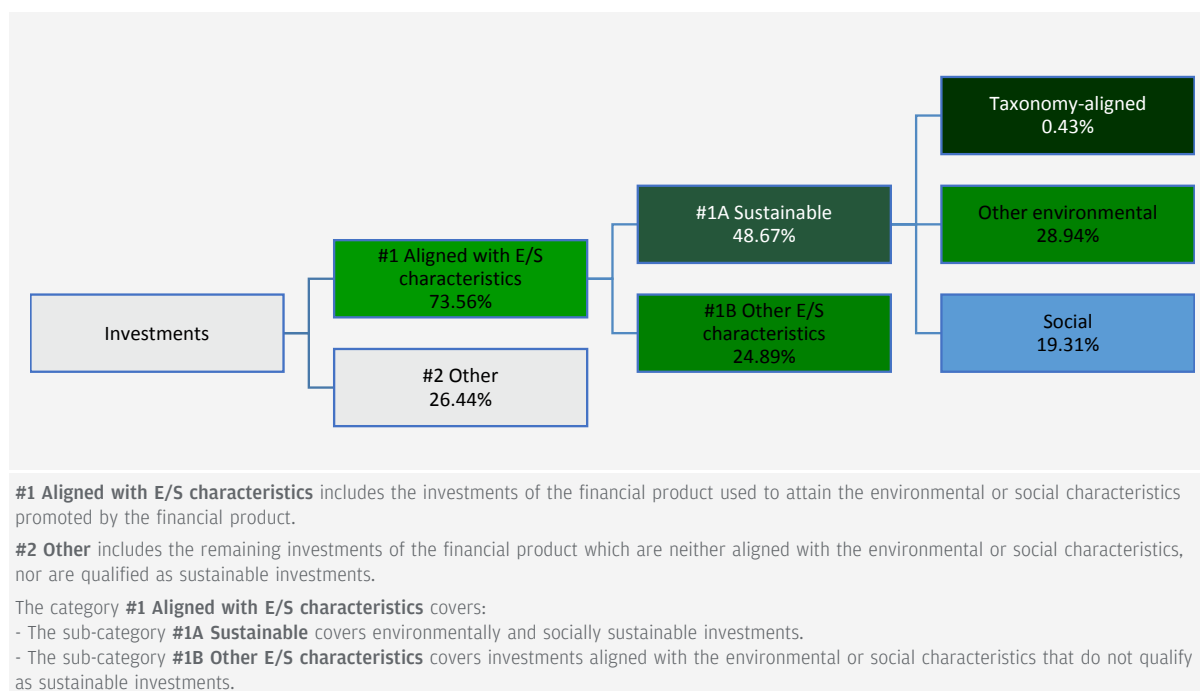 Taxonomy-aligned
0.43%
#1A Sustainable
48.67%
Other environmental
28.94%
#1 Aligned with E/S
characteristics
73.56%
Investments
#1B Other E/S
characteristics
24.89%
Social
19.31%
#2 Other
26.44%
#1 Aligned with E/S characteristics includes the investments of the financial product used to attain the environmental or social characteristics
promoted by the financial product.
#2 Other includes the remaining investments of the financial product which are neither aligned with the environmental or social characteristics,
nor are qualified as sustainable investments.
The category #1 Aligned with E/S characteristics covers:
- The sub-category #1A Sustainable covers environmentally and socially sustainable investments.
- The sub-category #1B Other E/S characteristics covers investments aligned with the environmental or social characteristics that do not qualify
as sustainable investments.